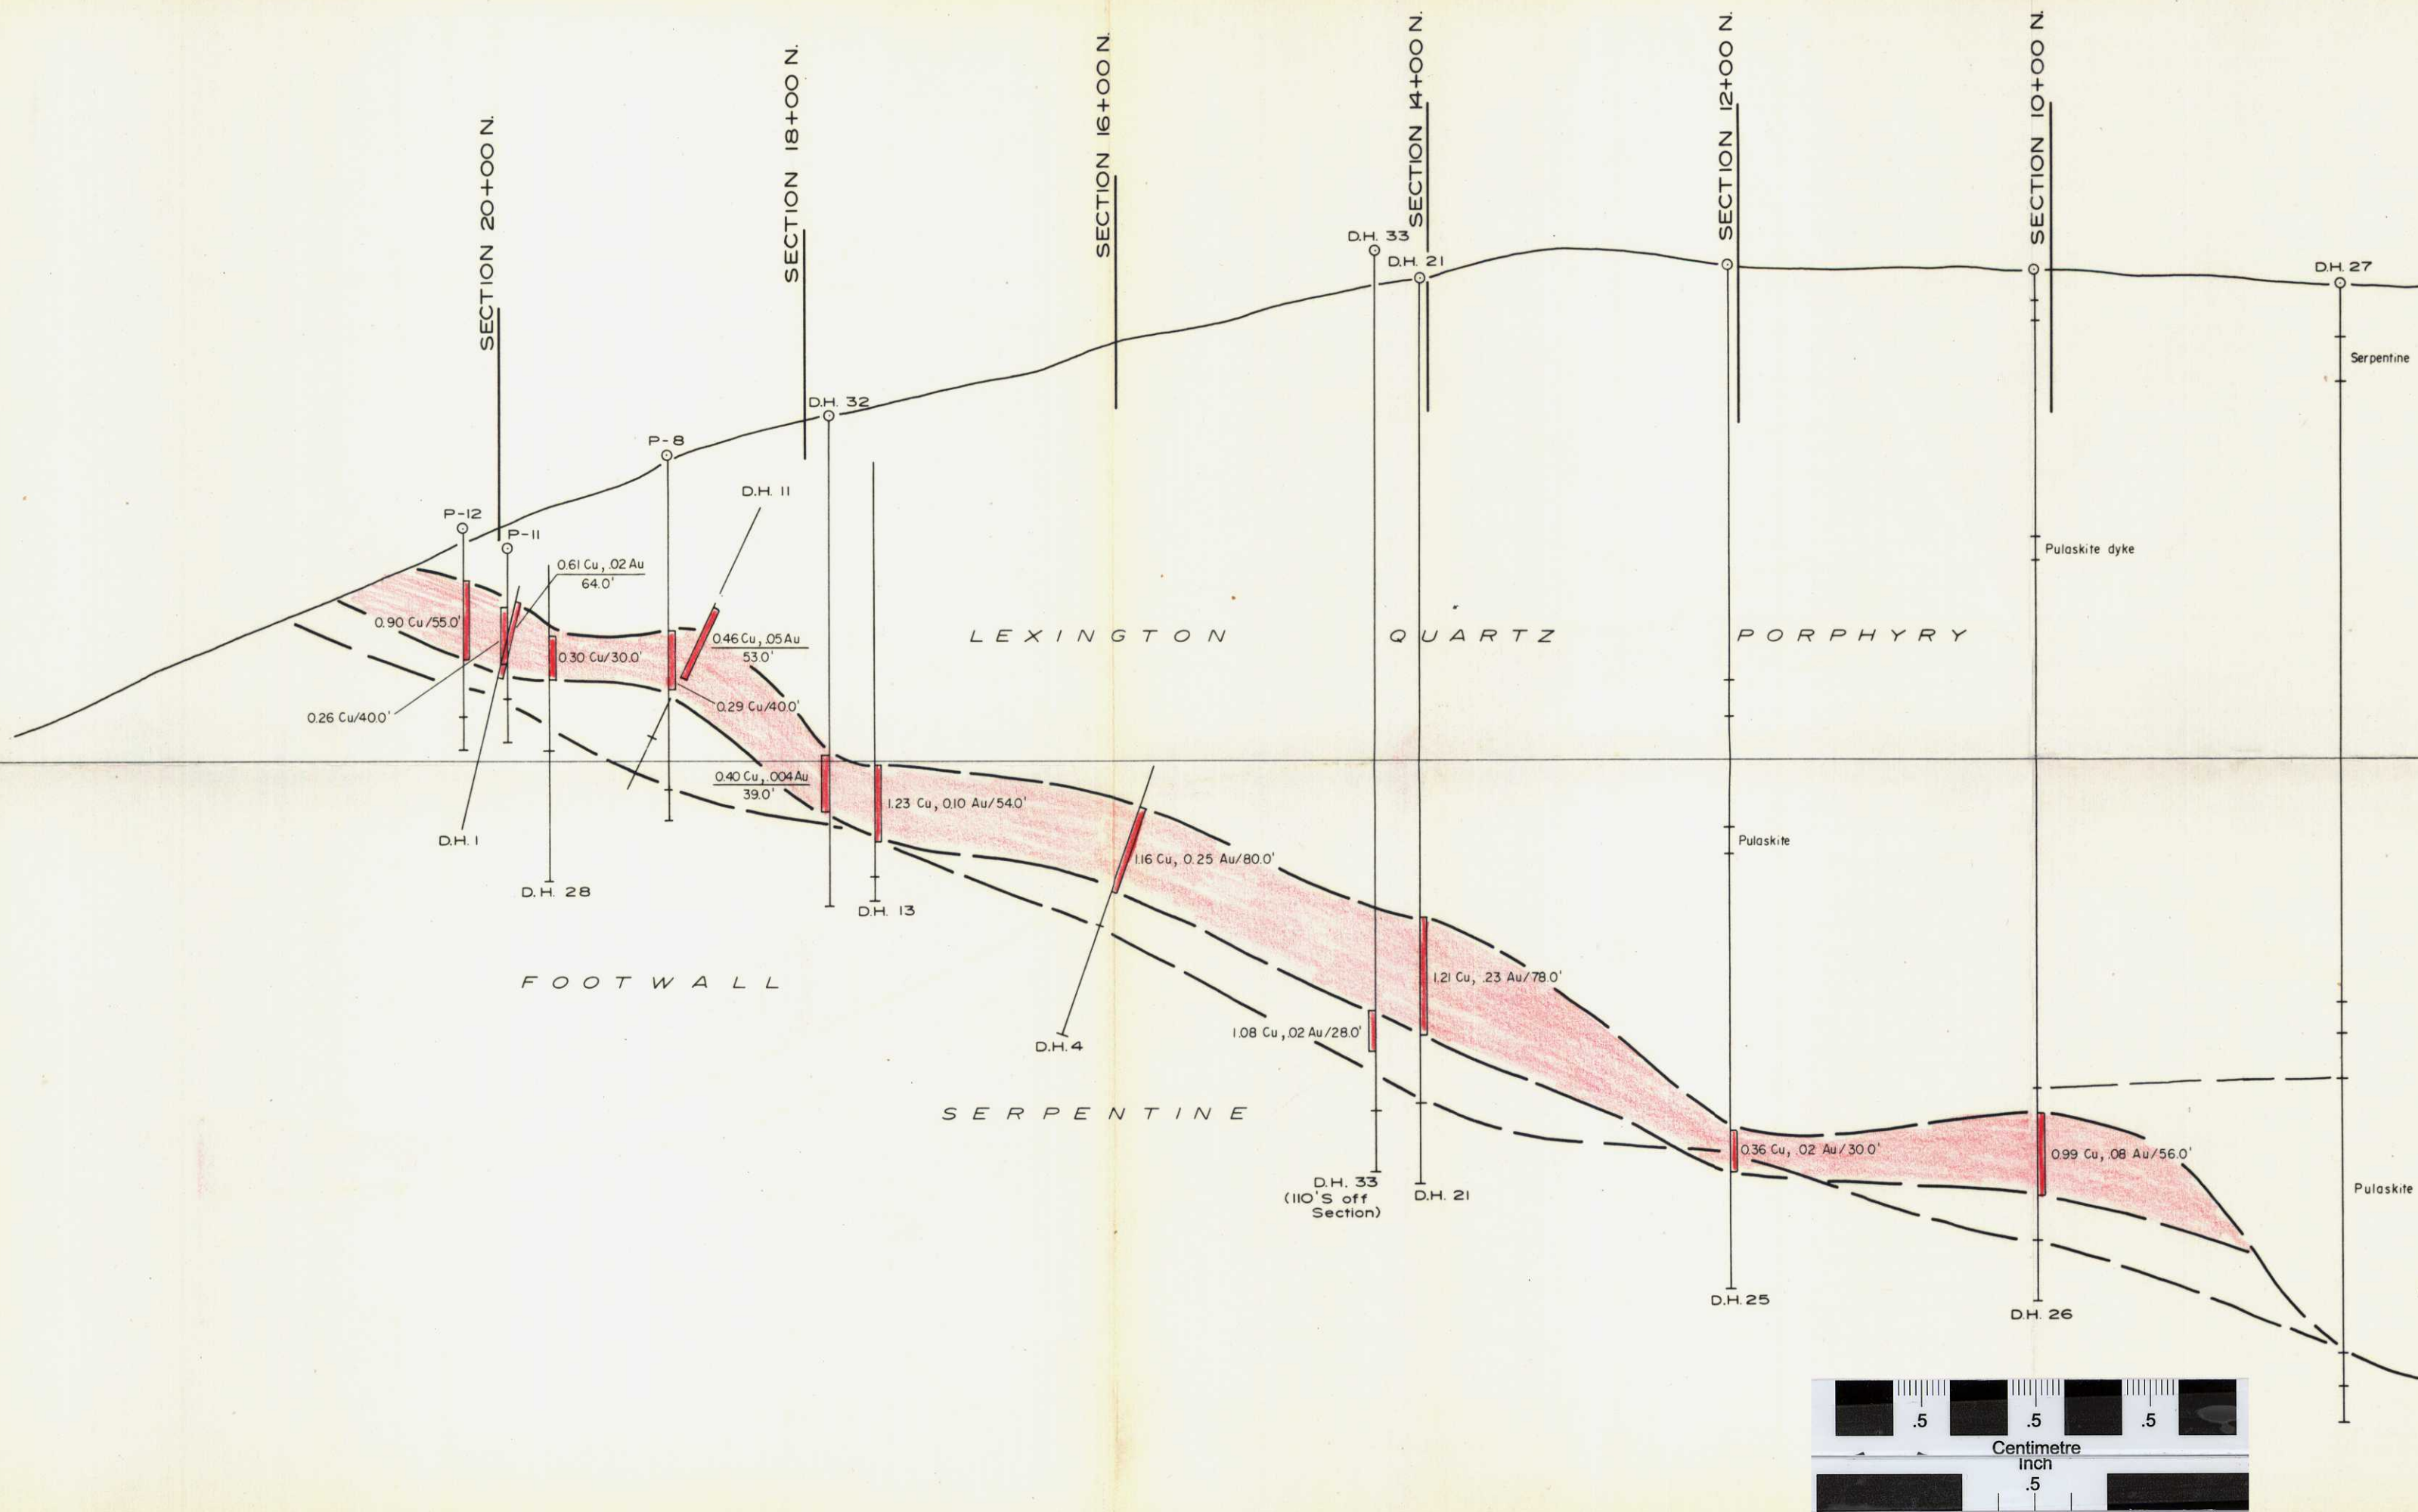 SECTION 20+00 N.
SECTION 18+00 N.
SECTION 16+00 N.
SECTION 14+00 N.
SECTION 12+00 N.
SECTION 10+00 N.
D.H. 33
D.H. 21
D.H. 27
Serpentine
D.H. 32
P-8
D.H. 11
P-12
P-11
0.61 Cu, .02 Au
64.0'
Pulaskite dyke
0.90 Cu/55.0'
0.30 Cu/30.0'
0.46 Cu, .05 Au
53.0'
LEXINGTON QUARTZ PORPHYRY
0.26 Cu/40.0'
0.29 Cu/40.0'
0.40 Cu, .004 Au
39.0'
1.23 Cu, 0.10 Au/54.0'
D.H. 1
Pulaskite
1.16 Cu, 0.25 Au/80.0'
D.H. 28
D.H. 13
FOOTWALL
1.21 Cu, .23 Au/78.0'
1.08 Cu, .02 Au/28.0'
D.H. 4
SERPENTINE
0.36 Cu, .02 Au/30.0'
0.99 Cu, .08 Au/56.0'
D.H. 33
(110'S off
Section)
D.H. 21
Pulaskite
D.H. 25
D.H. 26
.5 .5 .5
Centimetre
Inch
.5